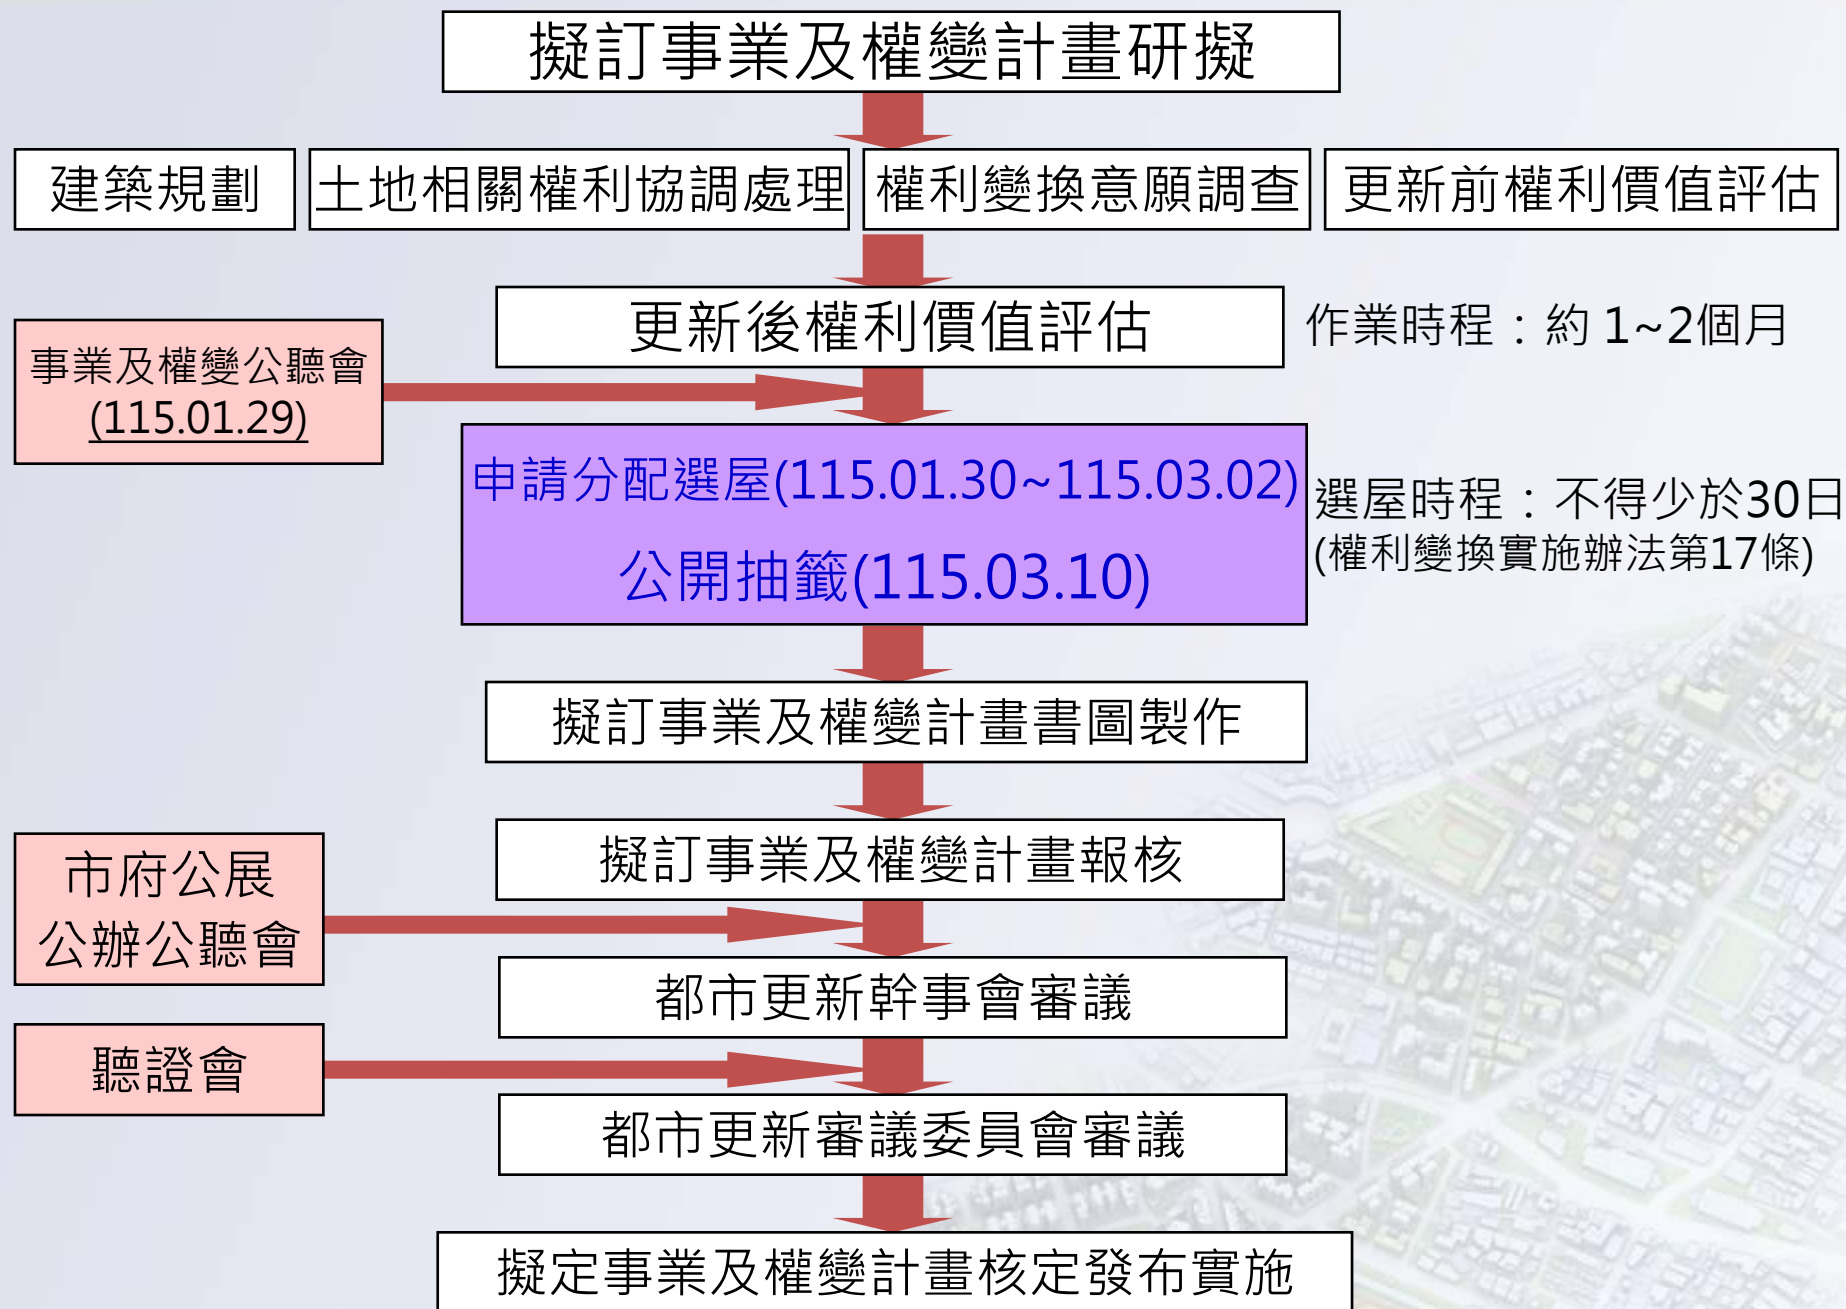 擬訂事業及權變計畫研擬
建築規劃
土地相關權利協調處理
權利變換意願調查
更新前權利價值評估
更新後權利價值評估
作業時程：約 1~2個月
事業及權變公聽會
(115.01.29)
申請分配選屋(115.01.30~115.03.02)
公開抽籤(115.03.10)
選屋時程：不得少於30日
(權利變換實施辦法第17條)
擬訂事業及權變計畫書圖製作
擬訂事業及權變計畫報核
市府公展
公辦公聽會
都市更新幹事會審議
聽證會
都市更新審議委員會審議
擬定事業及權變計畫核定發布實施